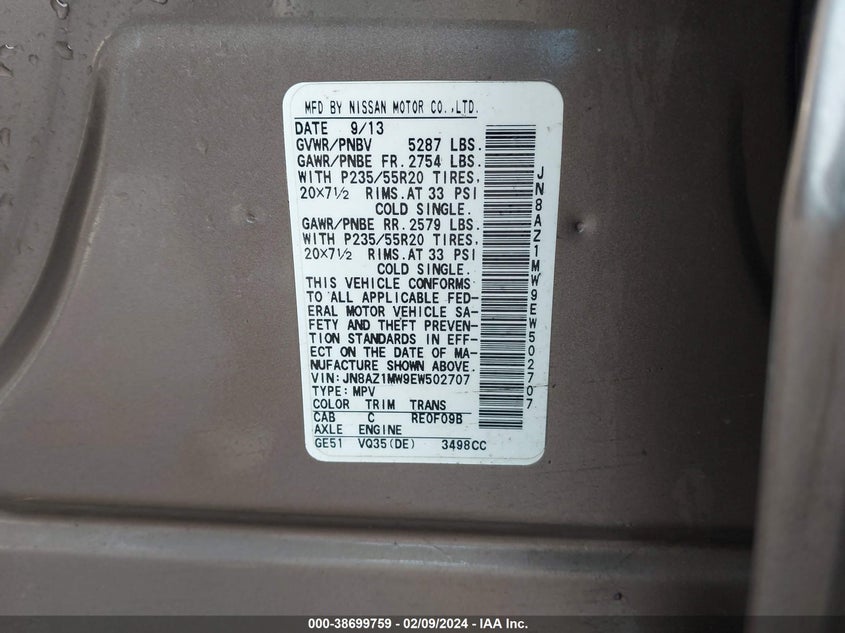 MFD BY NISSAN MOTOR CO.,LTD.
DATE 9/13
GVWR/PNBV 5287 LBS.
GAWR/PNBE FR. 2754 LBS.
WITH P235/55R20 TIRES,
20×7½ RIMS. AT 33 PSI
COLD SINGLE.
GAWR/PNBE RR. 2579 LBS.
WITH P235/55R20 TIRES,
20×7½ RIMS. AT 33 PSI
COLD SINGLE.
THIS VEHICLE CONFORMS
TO ALL APPLICABLE FED-
ERAL MOTOR VEHICLE SA-
FETY AND THEFT PREVEN-
TION STANDARDS IN EFF-
ECT ON THE DATE OF MA-
NUFACTURE SHOWN ABOVE.
VIN:JN8AZ1MW9EW502707
TYPE:MPV
COLOR TRIM TRANS
CAB C RE0F09B
AXLE ENGINE
GE51 VQ35(DE) 3498CC
JN8AZ1MW9EW502707
000-38699759 - 02/09/2024 - IAA Inc.